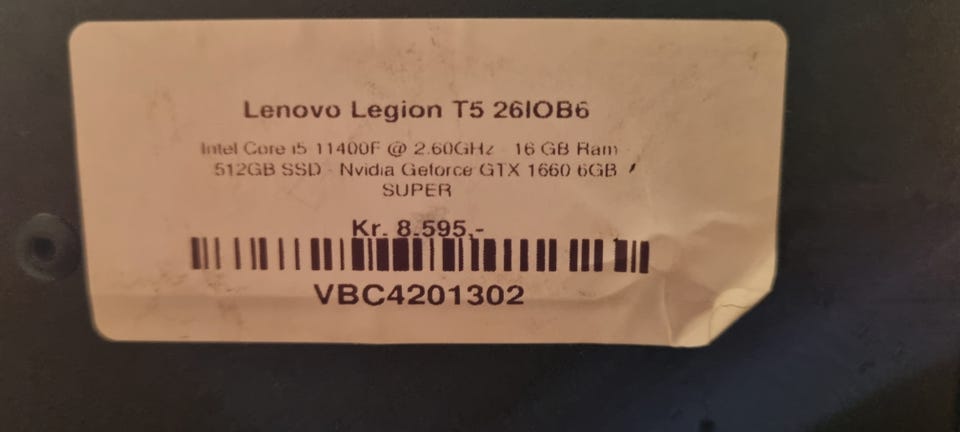 Lenovo Legion T5 26IOB6
Intel Core i5 11400F @ 2.60GHz - 16 GB Ram -
512GB SSD - Nvidia Geforce GTX 1660 6GB
SUPER
Kr. 8.595,-
VBC4201302